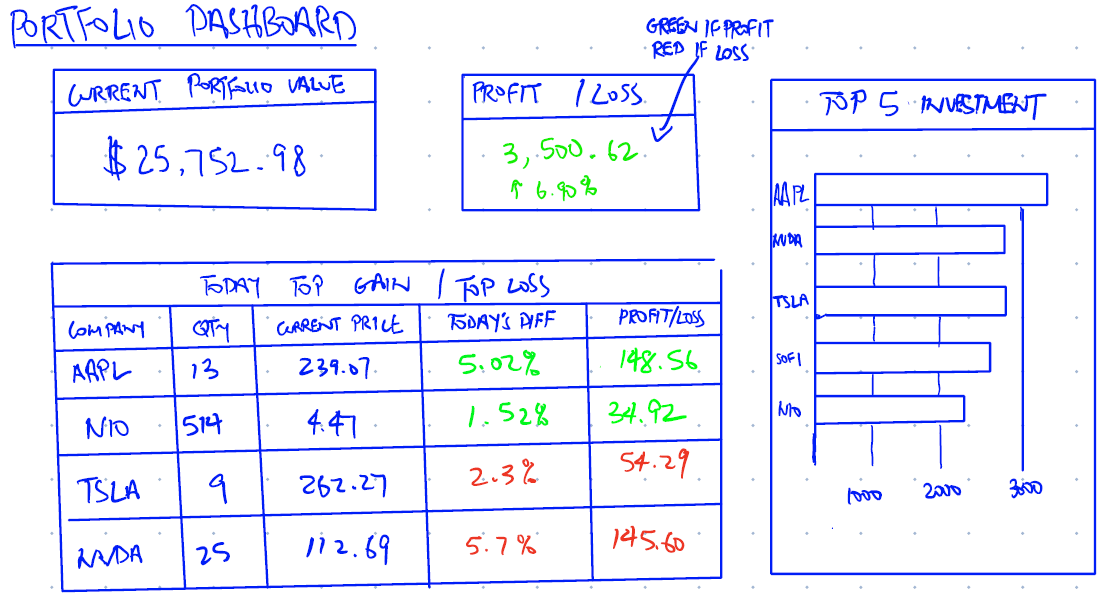 PORTFOLIO DASHBOARD
GREEN IF PROFIT
RED IF LOSS
CURRENT PORTFOLIO VALUE
$25,752.98
PROFIT / LOSS
3,500.62
↑ 6.90%
TODAY TOP GAIN / TOP LOSS
COMPANY QTY CURRENT PRICE TODAY'S DIFF PROFIT/LOSS
AAPL 13 239.07 5.02% 148.56
NIO 514 4.47 1.52% 34.92
TSLA 9 262.27 2.3% 54.29
NVDA 25 112.69 5.7% 145.60
TOP 5 INVESTMENT
AAPL
NVDA
TSLA
SOFI
NIO
1000 2000 3000